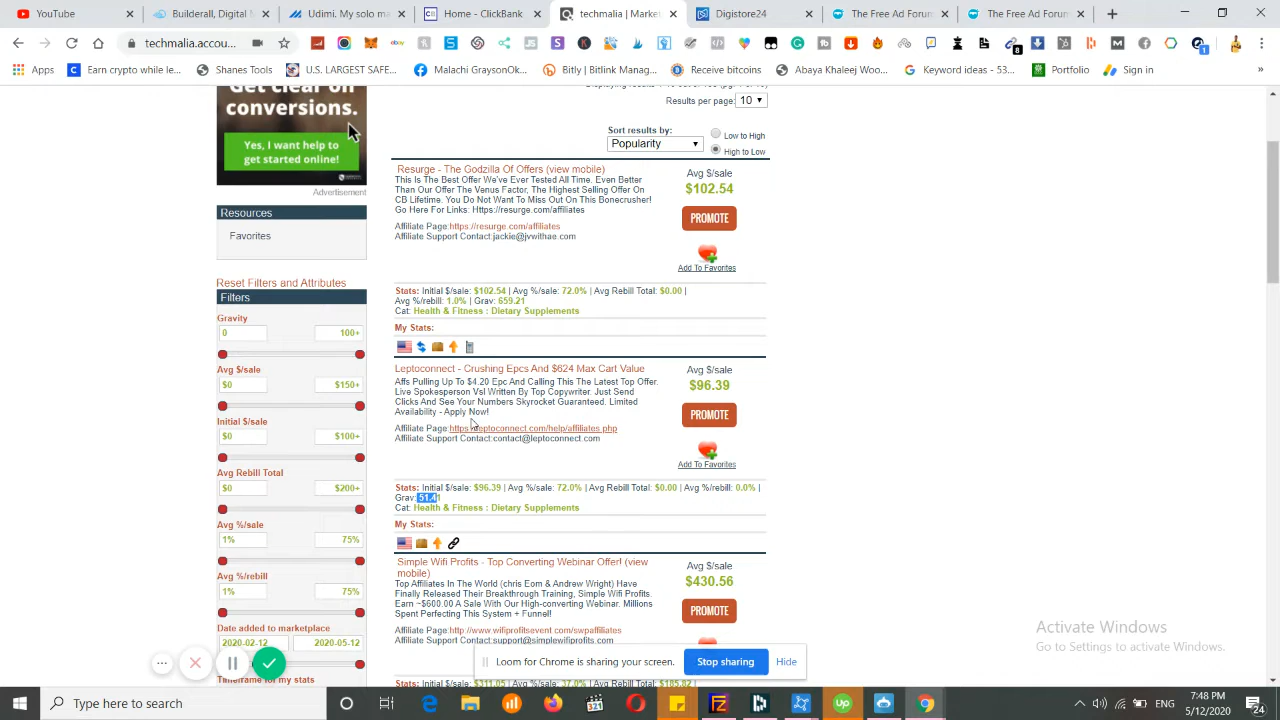 YouTube
Builderall, Digital Ma
All you need to start m
Digistore24
The Free Ad Forum
The Free Ad Forum
techmalia.accou...
Apps
Earn crypto while le...
Shanes Tools
U.S. LARGEST SAFE...
Malachi GraysonOk...
Bitly | Bitlink Manag...
Receive bitcoins
Abaya Khaleej Woo...
Keyword ideas - 53...
Portfolio
Sign in
»
Get clear on
conversions.
Yes, I want help to
get started online!
Advertisement
Resources
Favorites
Reset Filters and Attributes
Filters
Gravity
0 100+
Avg $/sale
$0 $150+
Initial $/sale
$0 $100+
Avg Rebill Total
$0 $200+
Avg %/sale
1% 75%
Avg %/rebill
1% 75%
Date added to marketplace
2020-02-12 2020-05-12
Timeframe for my stats
Results per page: 10
Sort results by:
Popularity
Low to High
High to Low
Resurge - The Godzilla Of Offers (view mobile)
This Is The Best Offer We've Ever Tested All Time. Even Better
Than Our Offer The Venus Factor, The Highest Selling Offer On
CB Lifetime. You Do Not Want To Miss Out On This Bonecrusher!
Go Here For Links: Https://resurge.com/affiliates
Affiliate Page:https://resurge.com/affiliates
Affiliate Support Contact:jackie@jvwithae.com
Avg $/sale
$102.54
PROMOTE
Add To Favorites
Stats: Initial $/sale: $102.54 | Avg %/sale: 72.0% | Avg Rebill Total: $0.00 |
Avg %/rebill: 1.0% | Grav: 659.21
Cat: Health & Fitness : Dietary Supplements
My Stats:
Leptoconnect - Crushing Epcs And $624 Max Cart Value
Affs Pulling Up To $4.20 Epc And Calling This The Latest Top Offer.
Live Spokesperson Vsl Written By Top Copywriter. Just Send
Clicks And See Your Numbers Skyrocket Guaranteed. Limited
Availability - Apply Now!
Affiliate Page:https://leptoconnect.com/help/affiliates.php
Affiliate Support Contact:contact@leptoconnect.com
Avg $/sale
$96.39
PROMOTE
Add To Favorites
Stats: Initial $/sale: $96.39 | Avg %/sale: 72.0% | Avg Rebill Total: $0.00 | Avg %/rebill: 0.0% |
Grav: 51.41
Cat: Health & Fitness : Dietary Supplements
My Stats:
Simple Wifi Profits - Top Converting Webinar Offer! (view
mobile)
Top Affiliates In The World (chris Eom & Andrew Wright) Have
Finally Released Their Breakthrough Training, Simple Wifi Profits.
Earn ~$600.00 A Sale With Our High-converting Webinar. Millions
Spent Perfecting This System + Funnel!
Affiliate Page:http://www.wifiprofitsevent.com/swpaffiliates
Affiliate Support Contact:support@simplewifiprofits.com
Avg $/sale
$430.56
PROMOTE
Loom for Chrome is sharing your screen.
Stop sharing
Hide
Activate Windows
Go to Settings to activate Windows.
Type here to search
ENG
7:48 PM
5/12/2020
24